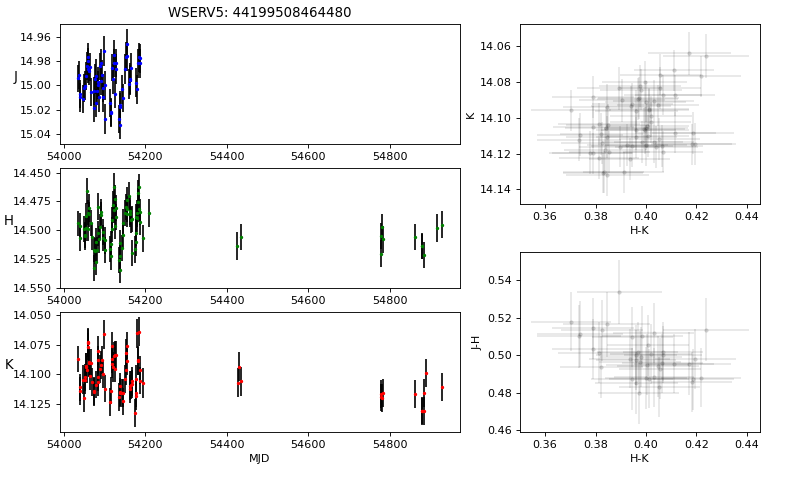 WSERV5: 44199508464480
14.96
14.98
15.00
15.02
15.04
J
54000 54200 54400 54600 54800
14.450
14.475
14.500
14.525
14.550
H
54000 54200 54400 54600 54800
14.050
14.075
14.100
14.125
K
54000 54200 54400 54600 54800
MJD
14.06
14.08
14.10
14.12
14.14
K
0.36 0.38 0.40 0.42 0.44
H-K
0.54
0.52
0.50
0.48
0.46
J-H
0.36 0.38 0.40 0.42 0.44
H-K